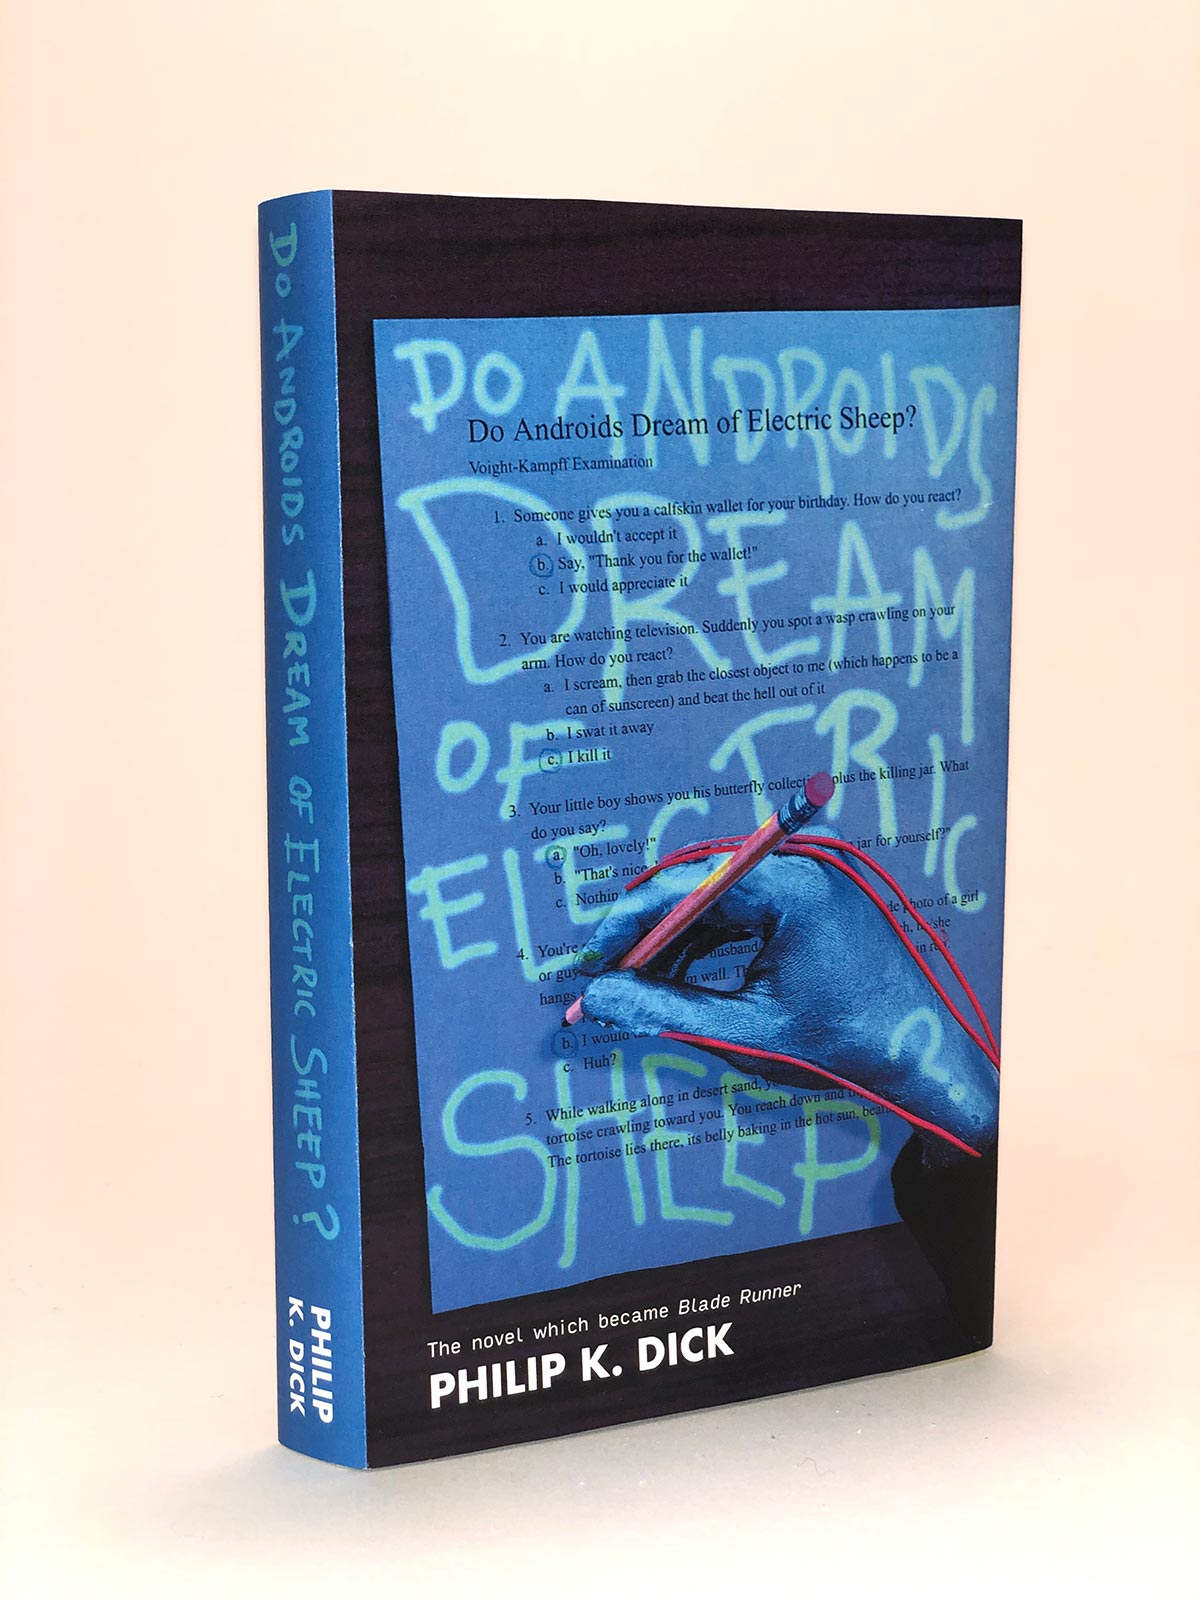 DO ANDROIDS DREAM OF ELECTRIC SHEEP?
PHILIP
K. DICK
DO ANDROIDS
DREAM
OF
ELECTRIC
SHEEP
?
Do Androids Dream of Electric Sheep?
Voight-Kampff Examination
1. Someone gives you a calfskin wallet for your birthday. How do you react?
a. I wouldn't accept it
b. Say, "Thank you for the wallet!"
c. I would appreciate it
2. You are watching television. Suddenly you spot a wasp crawling on your
arm. How do you react?
a. I scream, then grab the closest object to me (which happens to be a
can of sunscreen) and beat the hell out of it
b. I swat it away
c. I kill it
3. Your little boy shows you his butterfly plus the killing jar. What
do you say?
a. "Oh, lovely!"
b. "That's nice jar for yourself?"
c.
4. You're photo of a girl
or
hangs
husband
wall.
b. I would
c. Huh?
5. While walking along in desert sand,
tortoise crawling toward you. You reach down and
The tortoise lies there, its belly baking in the hot sun,
The novel which became Blade Runner
PHILIP K. DICK